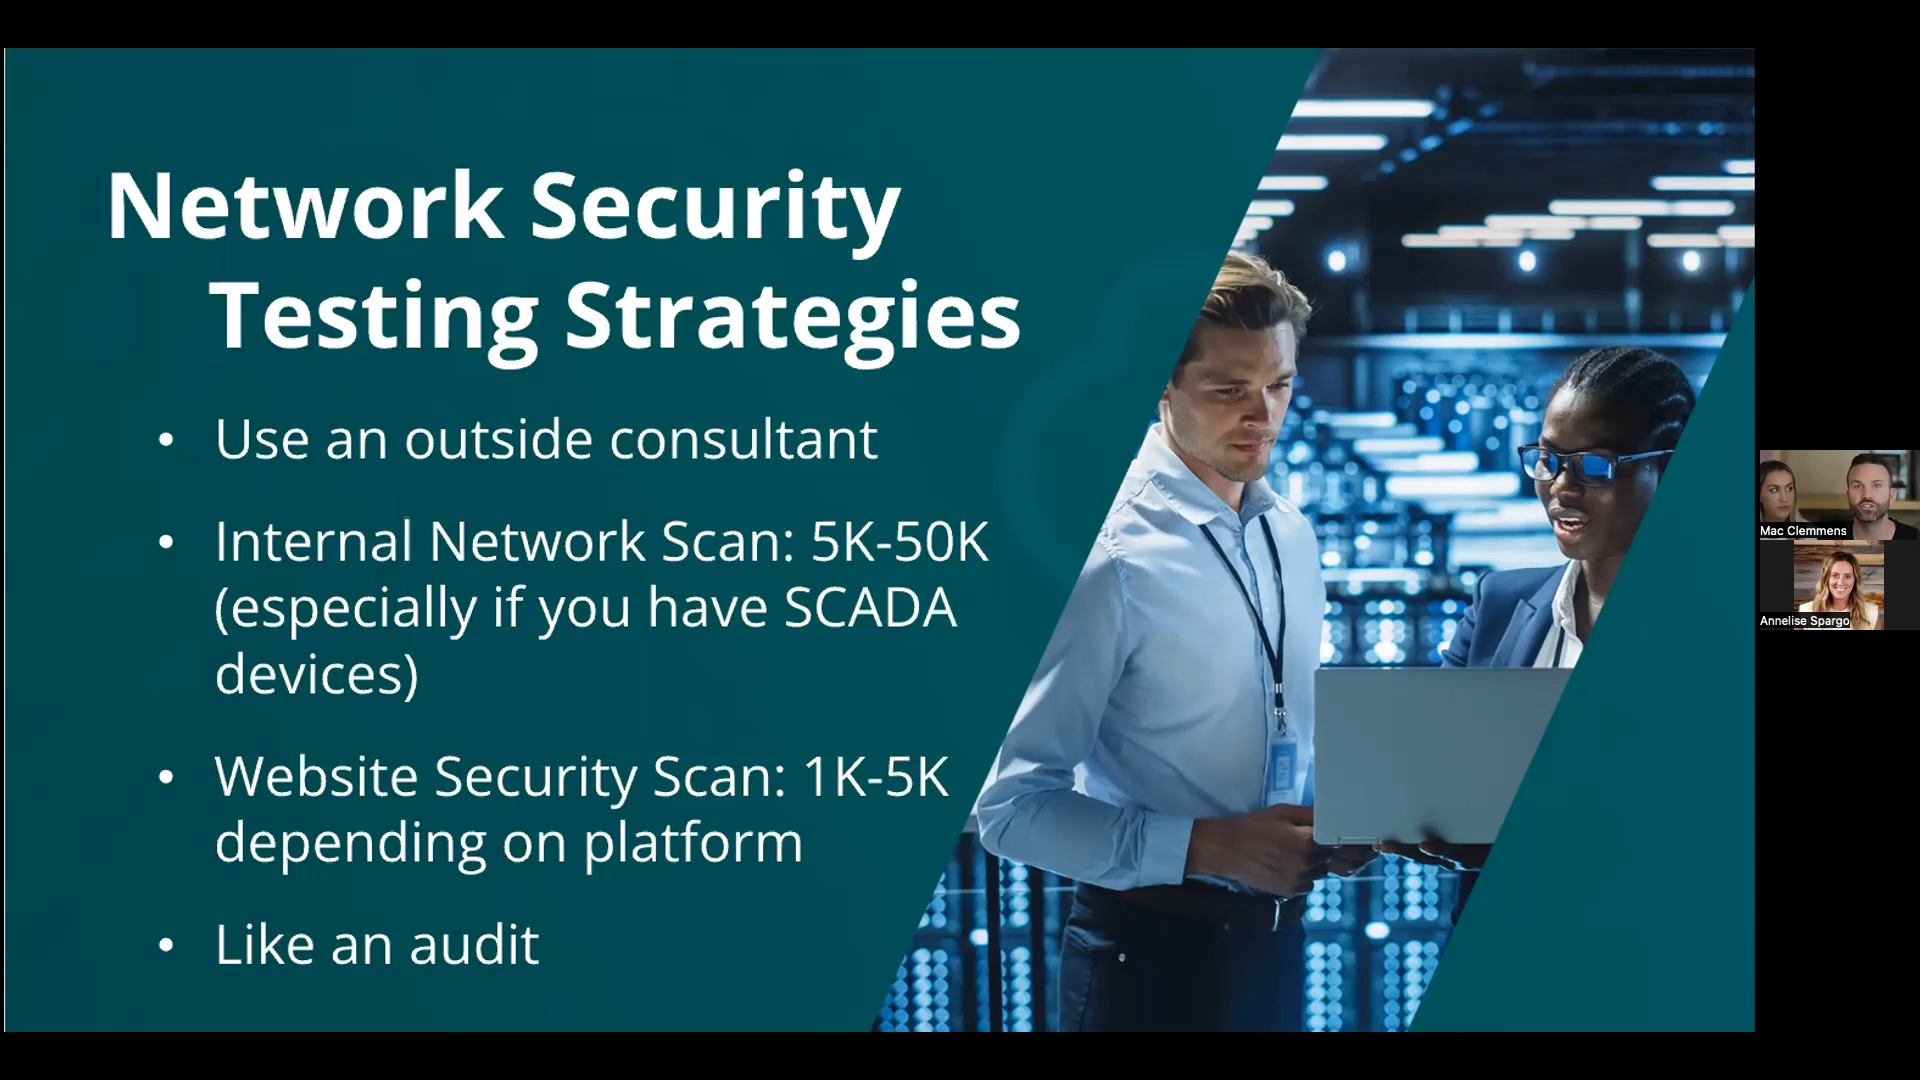 Network Security
Testing Strategies
• Use an outside consultant
• Internal Network Scan: 5K-50K
(especially if you have SCADA
devices)
• Website Security Scan: 1K-5K
depending on platform
• Like an audit
Mac Clemmens
Annelise Spargo